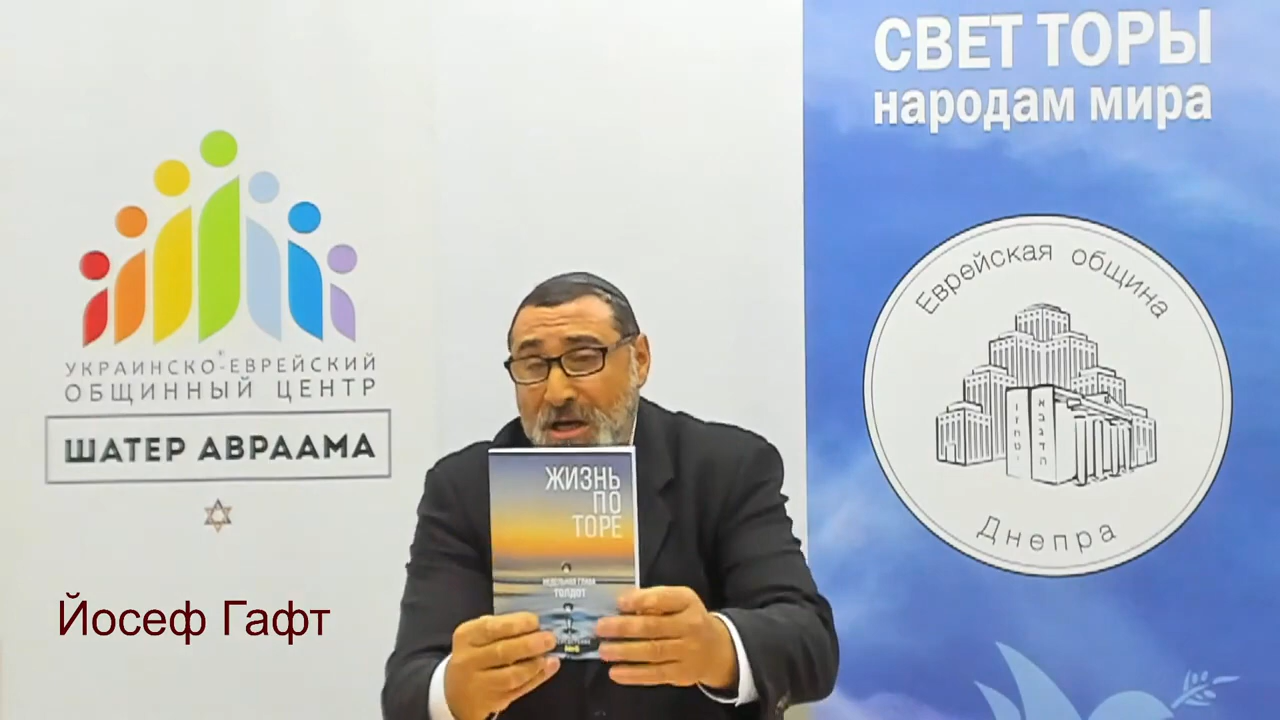 УКРАИНСКО-ЕВРЕЙСКИЙ
ОБЩИННЫЙ ЦЕНТР
ШАТЕР АВРААМА
Йосеф Гафт
ЖИЗНЬ
ПО
ТОРЕ
НЕДЕЛЬНАЯ ГЛАВА
ТОЛДОТ
СВЕТ ТОРЫ
народам мира
Еврейская община
Днепра